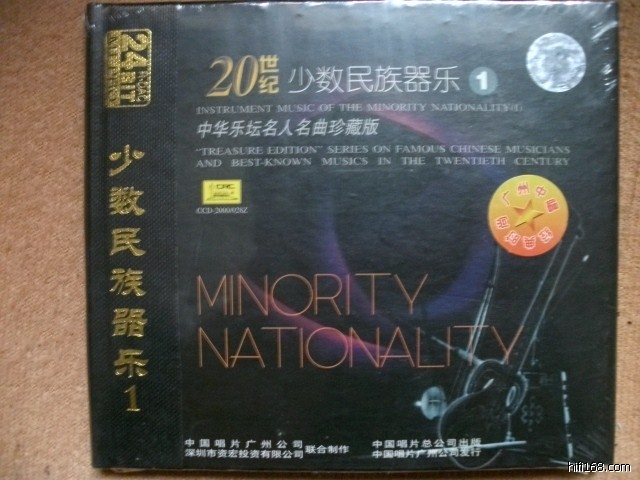 24BIT
20世纪少数民族器乐1
INSTRUMENT MUSIC OF THE MINORITY NATIONALITY(1)
中华乐坛名人名曲珍藏版
"TREASURE EDITION" SERIES ON FAMOUS CHINESE MUSICIANS
AND BEST-KNOWN MUSICS IN THE TWENTIETH CENTURY
CRC
少数民族器乐1
MINORITY
NATIONALITY
中国唱片广州公司
深圳市资宏投资有限公司
联合制作
中国唱片总公司出版
中国唱片广州公司发行
hifi168.com